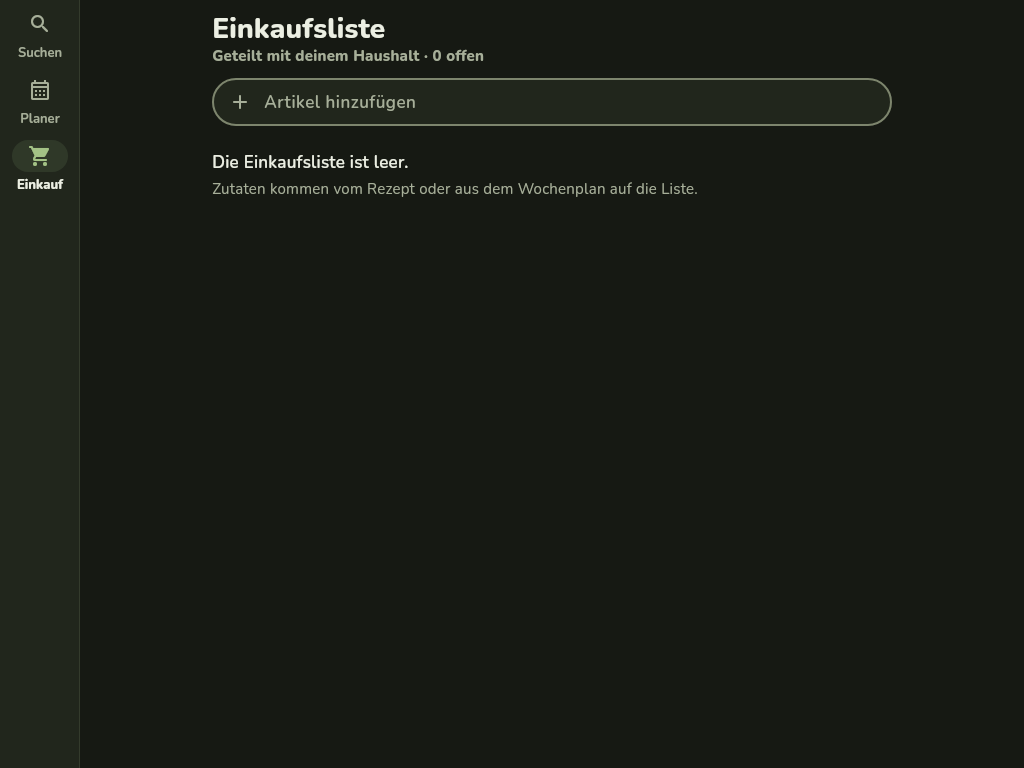 Suchen
Planer
Einkauf
Einkaufsliste
Geteilt mit deinem Haushalt · 0 offen
Artikel hinzufügen
Die Einkaufsliste ist leer.
Zutaten kommen vom Rezept oder aus dem Wochenplan auf die Liste.